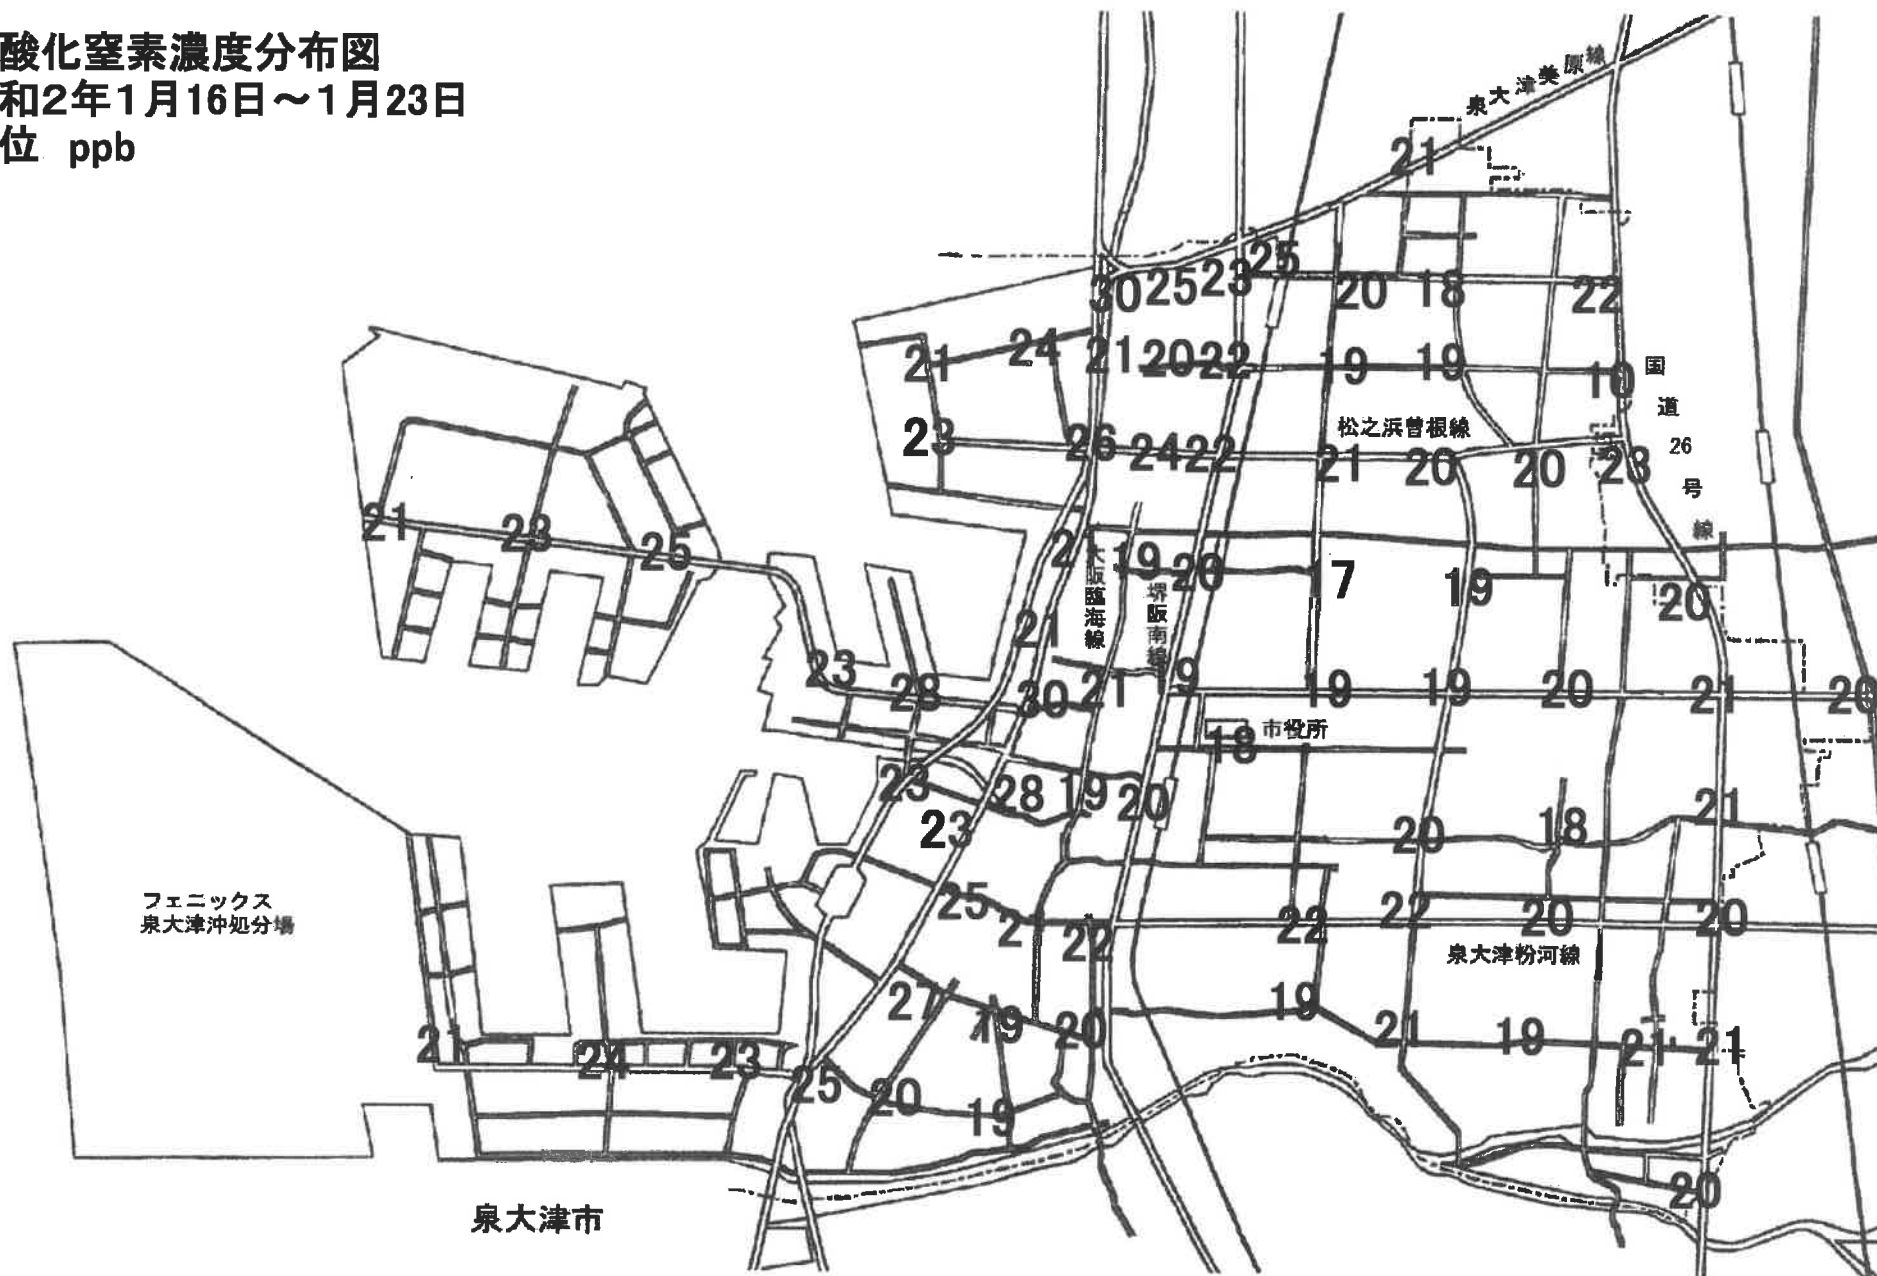 酸化窒素濃度分布図
和2年1月16日～1月23日
位 ppb
泉大津美原線
21
30 25 23 25
20 18 22
21 24 21 20 22
19 19 10
国道26号線
松之浜曽根線
23 26 24 22
21 20 20 23
21 23 25
2 19 20
7 19 20
大阪臨海線
堺阪南線
21
23 28 30 21 19
19 19 20 21 20
18 市役所
23 28 19 20
23
20 18 21
フェニックス
泉大津沖処分場
25 2 22
22 22 20 20
泉大津粉河線
27 19 20
19 21 19 21 21
21 24 23 25
20 19
20
泉大津市